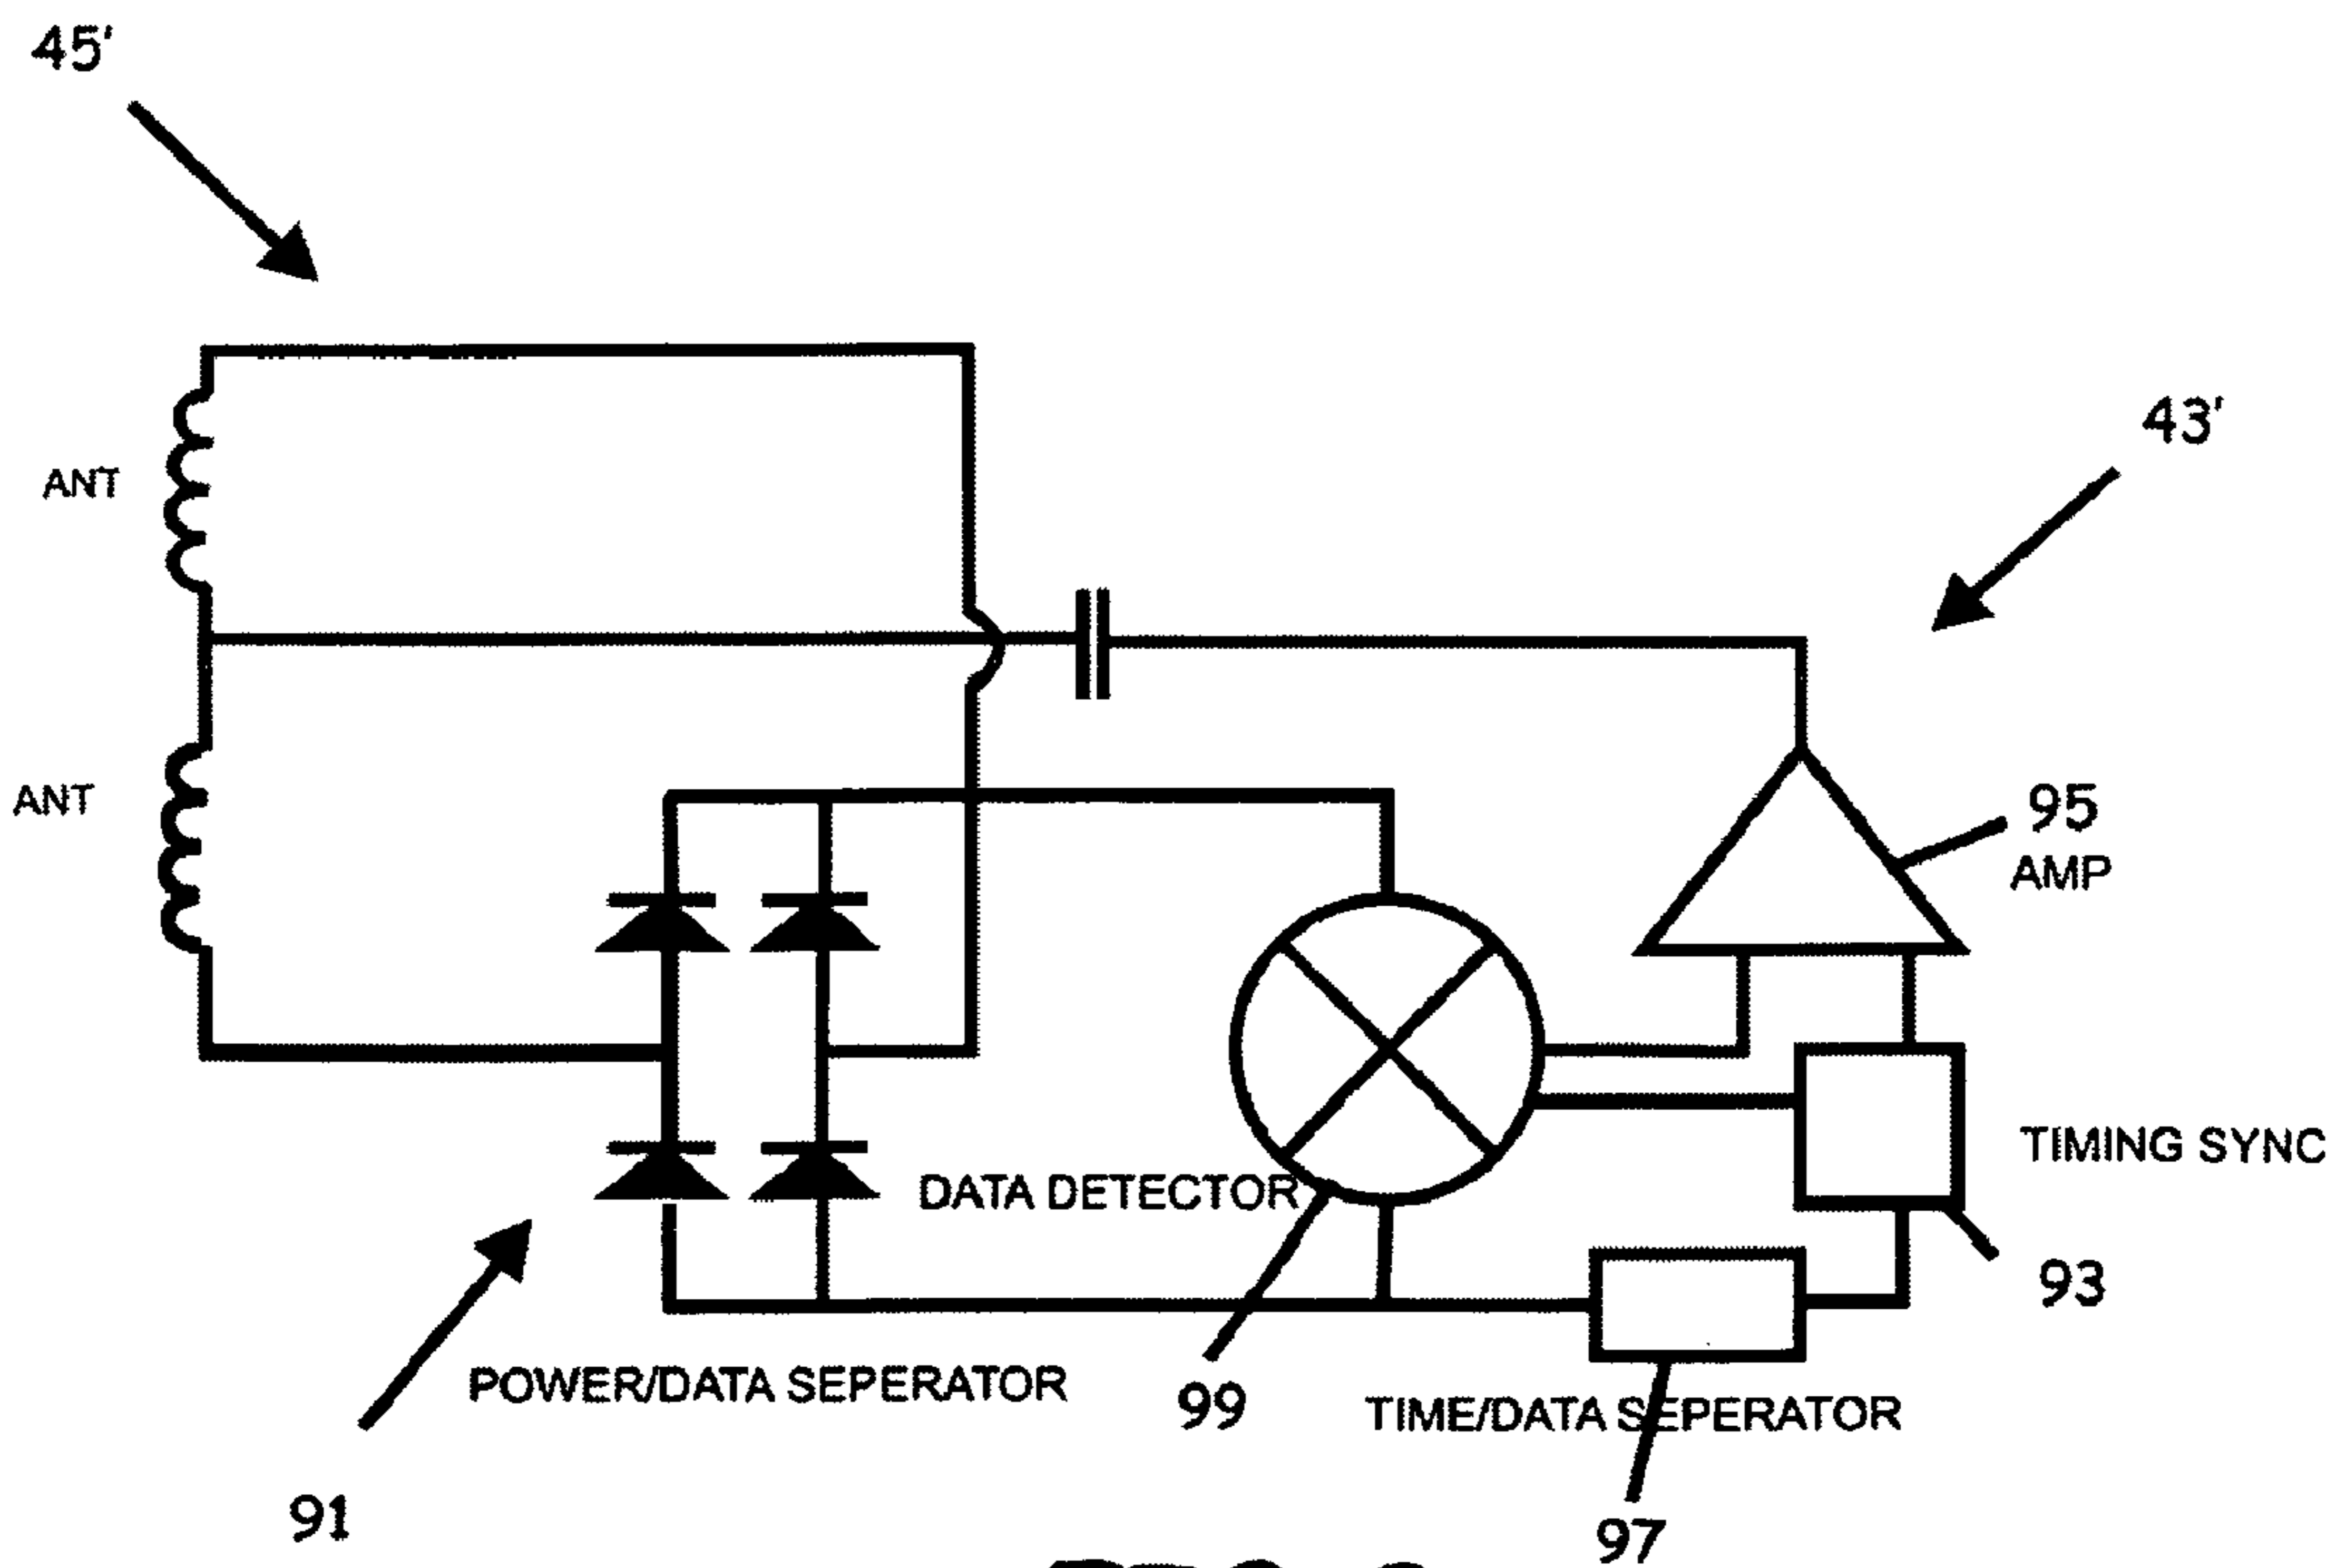 45'
43'
ANT
ANT
95
AMP
TIMING SYNC
DATA DETECTOR
93
POWER/DATA SEPERATOR
99
TIME/DATA SEPERATOR
91
97